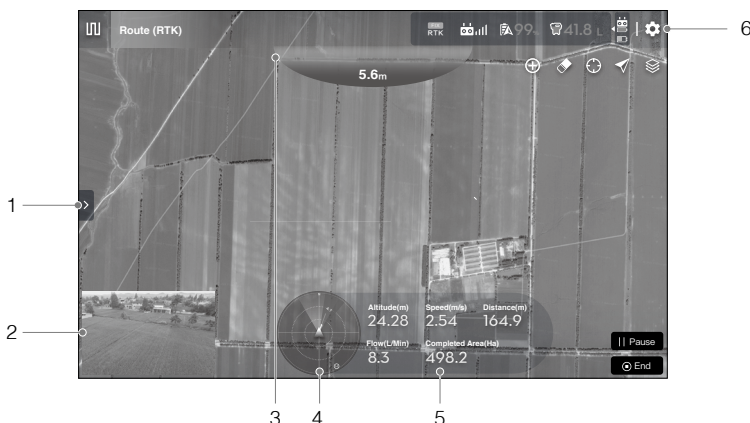 Route (RTK)
RTK
99%
41.8 L
6
5.6m
1
2
Altitude(m) Speed(m/s) Distance(m)
24.28 2.54 164.9
Flow(L/Min) Completed Area(Ha)
8.3 498.2
Pause
End
3 4 5